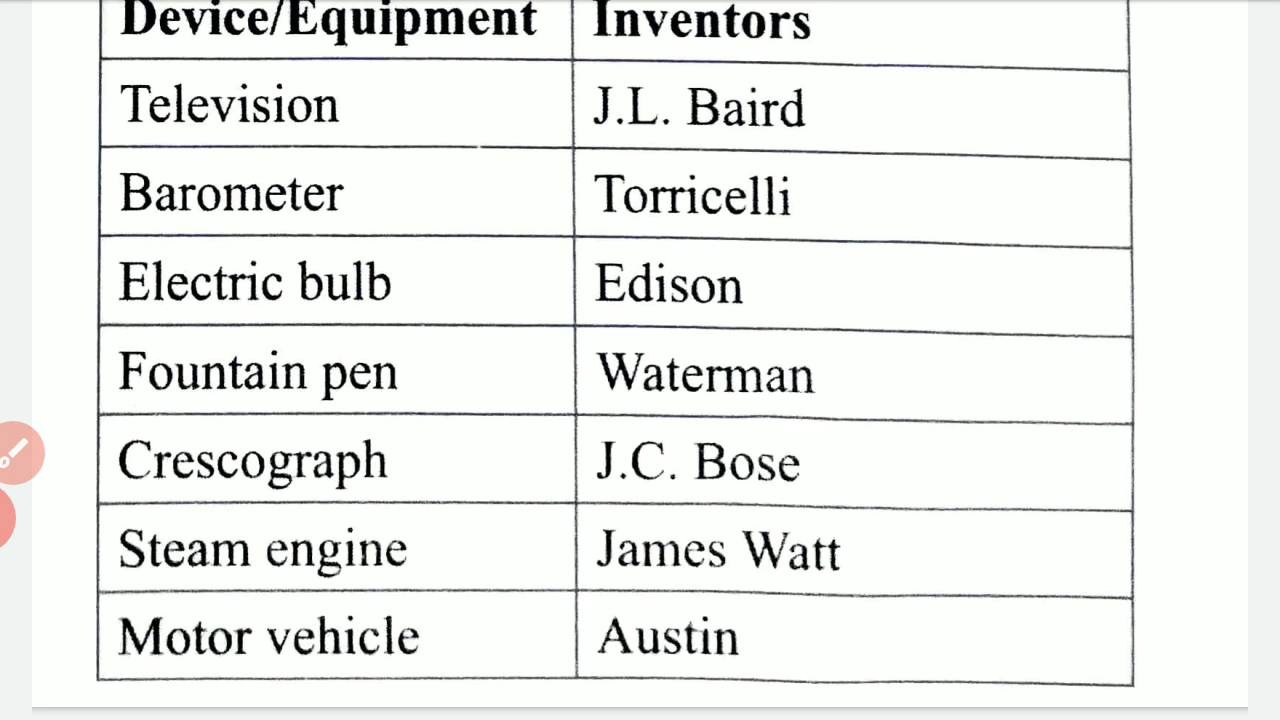 Device/Equipment Inventors
Television J.L. Baird
Barometer Torricelli
Electric bulb Edison
Fountain pen Waterman
Crescograph J.C. Bose
Steam engine James Watt
Motor vehicle Austin